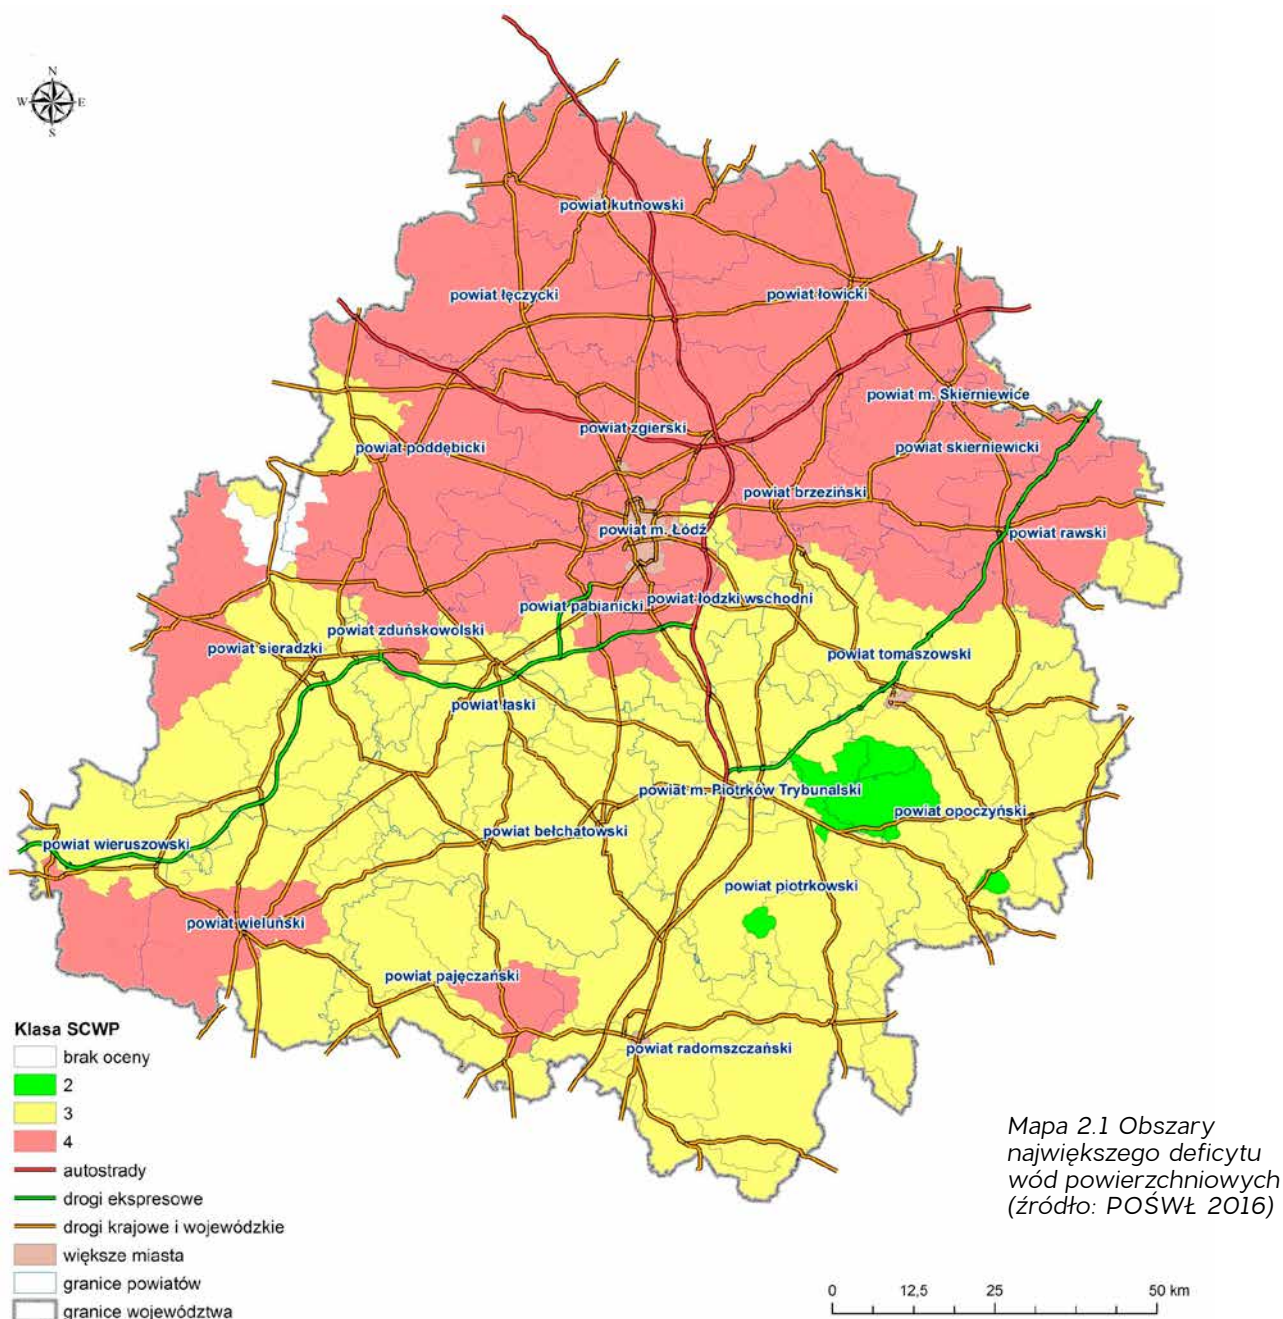 N
W E
S
powiat kutnowski
powiat łęczycki
powiat łowicki
powiat m. Skierniewice
powiat zgierski
powiat poddębicki
powiat skierniewicki
powiat brzeziński
powiat m. Łódź
powiat rawski
powiat pabianicki
powiat łódzki wschodni
powiat zduńskowolski
powiat sieradzki
powiat tomaszowski
powiat łaski
powiat m. Piotrków Trybunalski
powiat opoczyński
powiat bełchatowski
powiat wieruszowski
powiat piotrkowski
powiat wieluński
powiat pajęczański
powiat radomszczański
Klasa SCWP
brak oceny
2
3
4
autostrady
drogi ekspresowe
drogi krajowe i wojewódzkie
większe miasta
granice powiatów
granice województwa
Mapa 2.1 Obszary
największego deficytu
wód powierzchniowych
(źródło: POŚWŁ 2016)
0 12,5 25 50 km